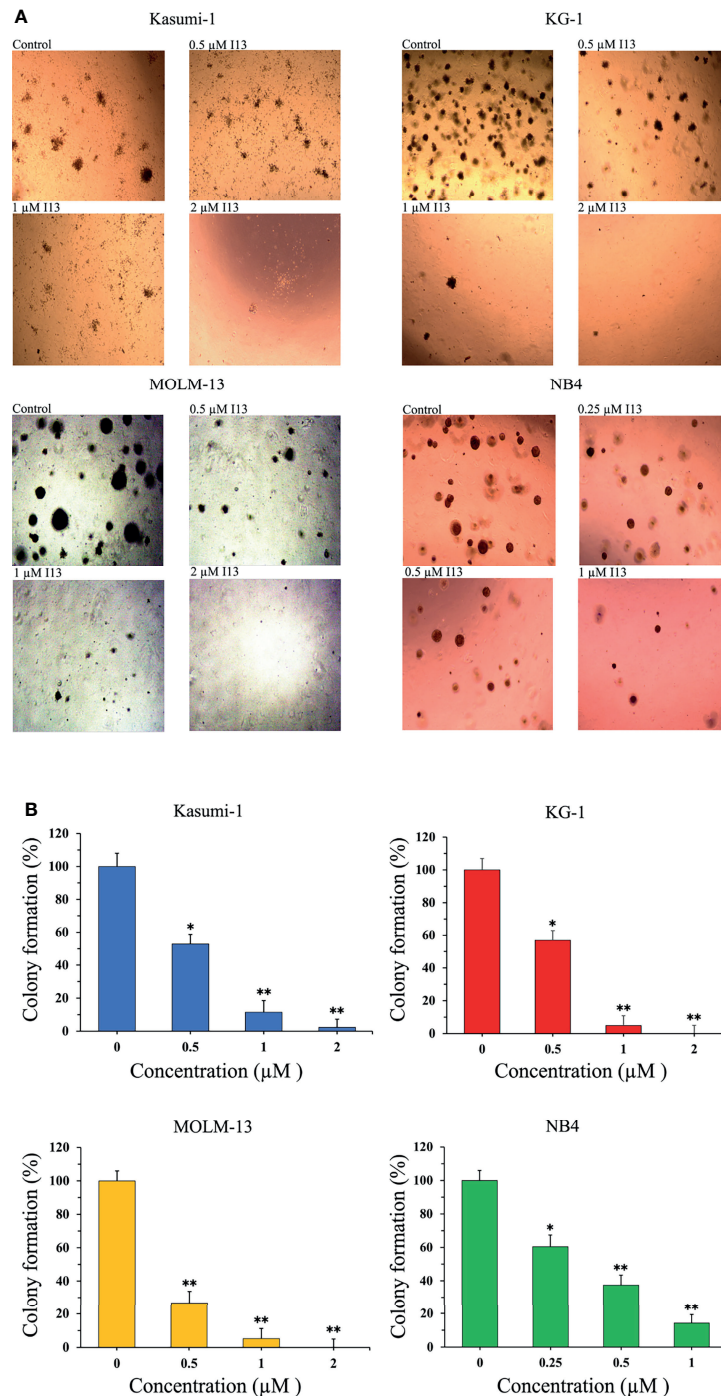 A
Kasumi-1
KG-1
Control
0.5 µM I13
Control
0.5 µM I13
1 µM I13
2 µM I13
1 µM I13
2 µM I13
MOLM-13
NB4
Control
0.5 µM I13
Control
0.25 µM I13
1 µM I13
2 µM I13
0.5 µM I13
1 µM I13
B
Kasumi-1
Colony formation (%)
120
100
80
60
40
20
0
*
**
**
0 0.5 1 2
Concentration (µM )
KG-1
Colony formation (%)
120
100
80
60
40
20
0
*
**
**
0 0.5 1 2
Concentration (µM )
MOLM-13
Colony formation (%)
120
100
80
60
40
20
0
**
**
**
0 0.5 1 2
Concentration (µM )
NB4
Colony formation (%)
120
100
80
60
40
20
0
*
**
**
0 0.25 0.5 1
Concentration (µM )